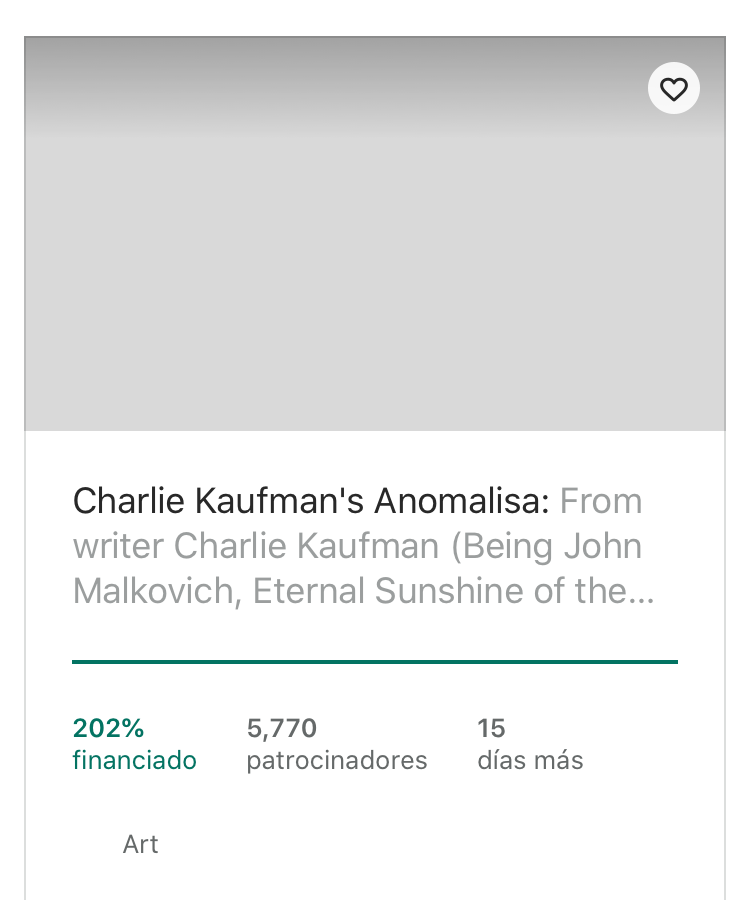 Charlie Kaufman's Anomalisa: From
writer Charlie Kaufman (Being John
Malkovich, Eternal Sunshine of the…
202% 5,770 15
financiado patrocinadores días más
Art